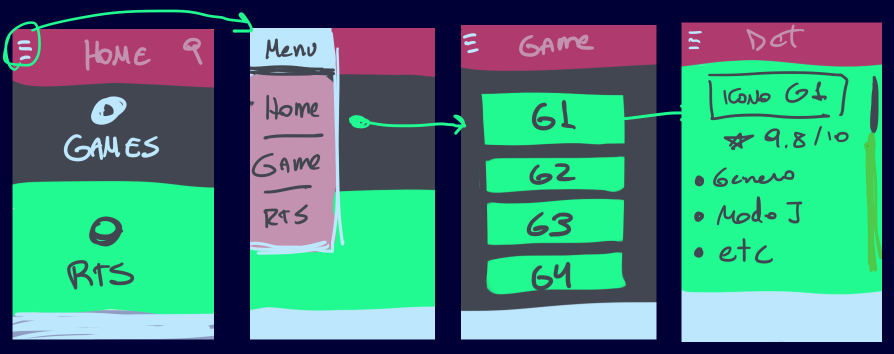 HOME
GAMES
RTS
Menu
Home
Game
RTS
GAME
G1
G2
G3
G4
DET
ICONO G1
9.8/10
Genero
Modo J
etc